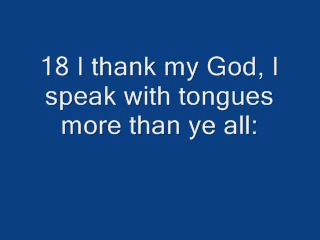 18 I thank my God, I
speak with tongues
more than ye all: